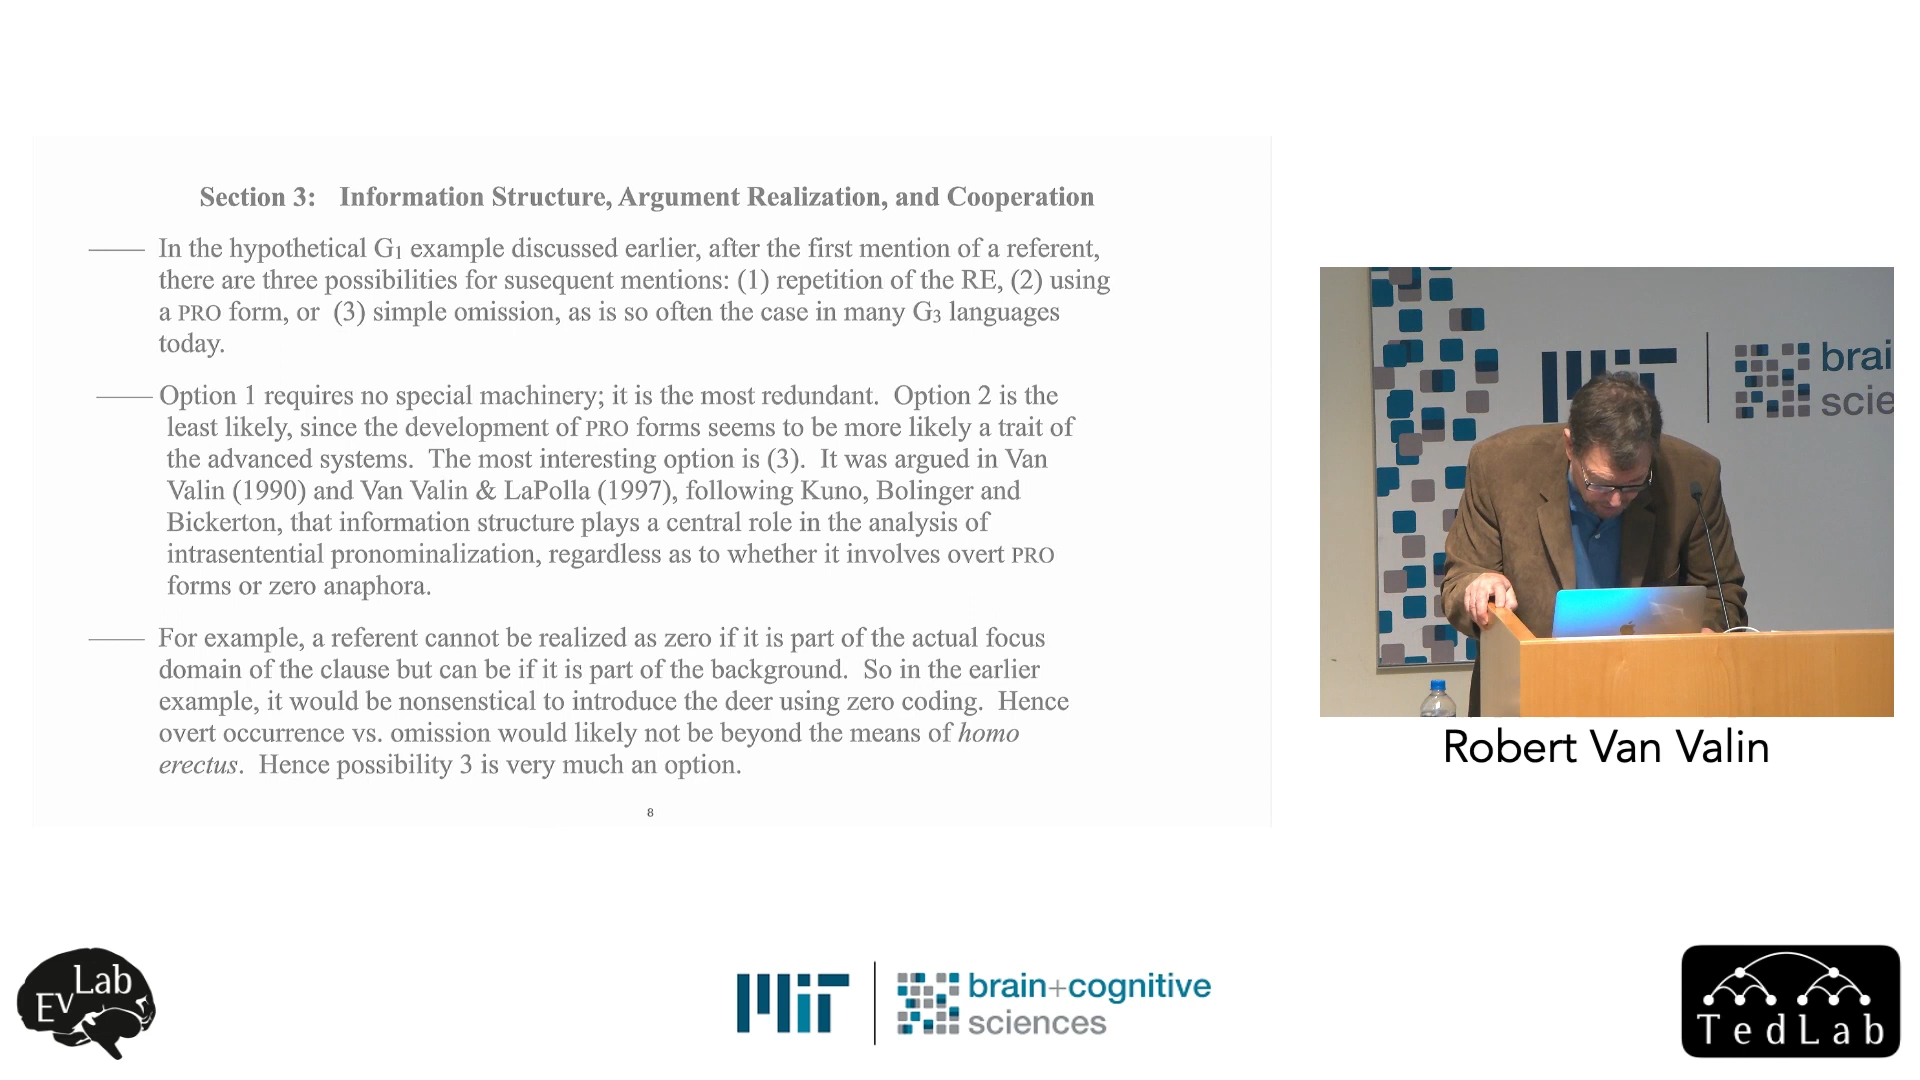 Section 3: Information Structure, Argument Realization, and Cooperation
In the hypothetical G1 example discussed earlier, after the first mention of a referent,
there are three possibilities for susequent mentions: (1) repetition of the RE, (2) using
a PRO form, or (3) simple omission, as is so often the case in many G3 languages
today.
Option 1 requires no special machinery; it is the most redundant. Option 2 is the
least likely, since the development of PRO forms seems to be more likely a trait of
the advanced systems. The most interesting option is (3). It was argued in Van
Valin (1990) and Van Valin & LaPolla (1997), following Kuno, Bolinger and
Bickerton, that information structure plays a central role in the analysis of
intrasentential pronominalization, regardless as to whether it involves overt PRO
forms or zero anaphora.
For example, a referent cannot be realized as zero if it is part of the actual focus
domain of the clause but can be if it is part of the background. So in the earlier
example, it would be nonsenstical to introduce the deer using zero coding. Hence
overt occurrence vs. omission would likely not be beyond the means of homo
erectus. Hence possibility 3 is very much an option.
8
MIT
brai
scie
Robert Van Valin
EvLab
MIT
brain+cognitive
sciences
TedLab